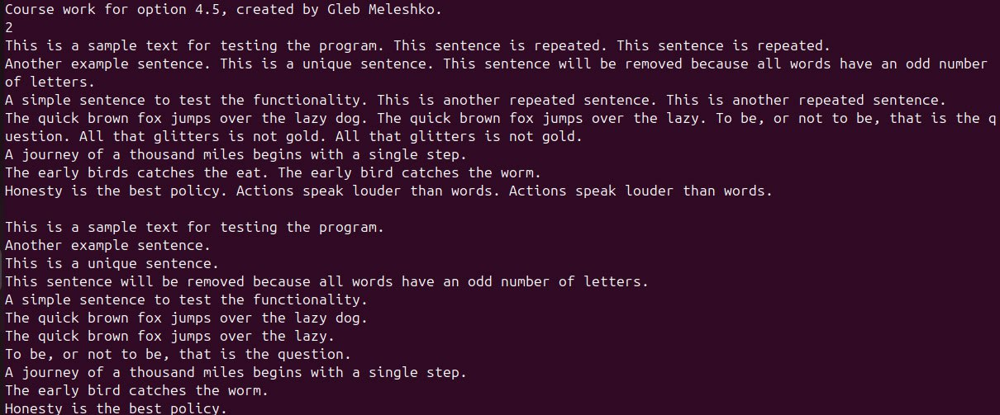 Course work for option 4.5, created by Gleb Meleshko.
2
This is a sample text for testing the program. This sentence is repeated. This sentence is repeated.
Another example sentence. This is a unique sentence. This sentence will be removed because all words have an odd number
of letters.
A simple sentence to test the functionality. This is another repeated sentence. This is another repeated sentence.
The quick brown fox jumps over the lazy dog. The quick brown fox jumps over the lazy. To be, or not to be, that is the q
uestion. All that glitters is not gold. All that glitters is not gold.
A journey of a thousand miles begins with a single step.
The early birds catches the eat. The early bird catches the worm.
Honesty is the best policy. Actions speak louder than words. Actions speak louder than words.

This is a sample text for testing the program.
Another example sentence.
This is a unique sentence.
This sentence will be removed because all words have an odd number of letters.
A simple sentence to test the functionality.
The quick brown fox jumps over the lazy dog.
The quick brown fox jumps over the lazy.
To be, or not to be, that is the question.
A journey of a thousand miles begins with a single step.
The early bird catches the worm.
Honesty is the best policy.